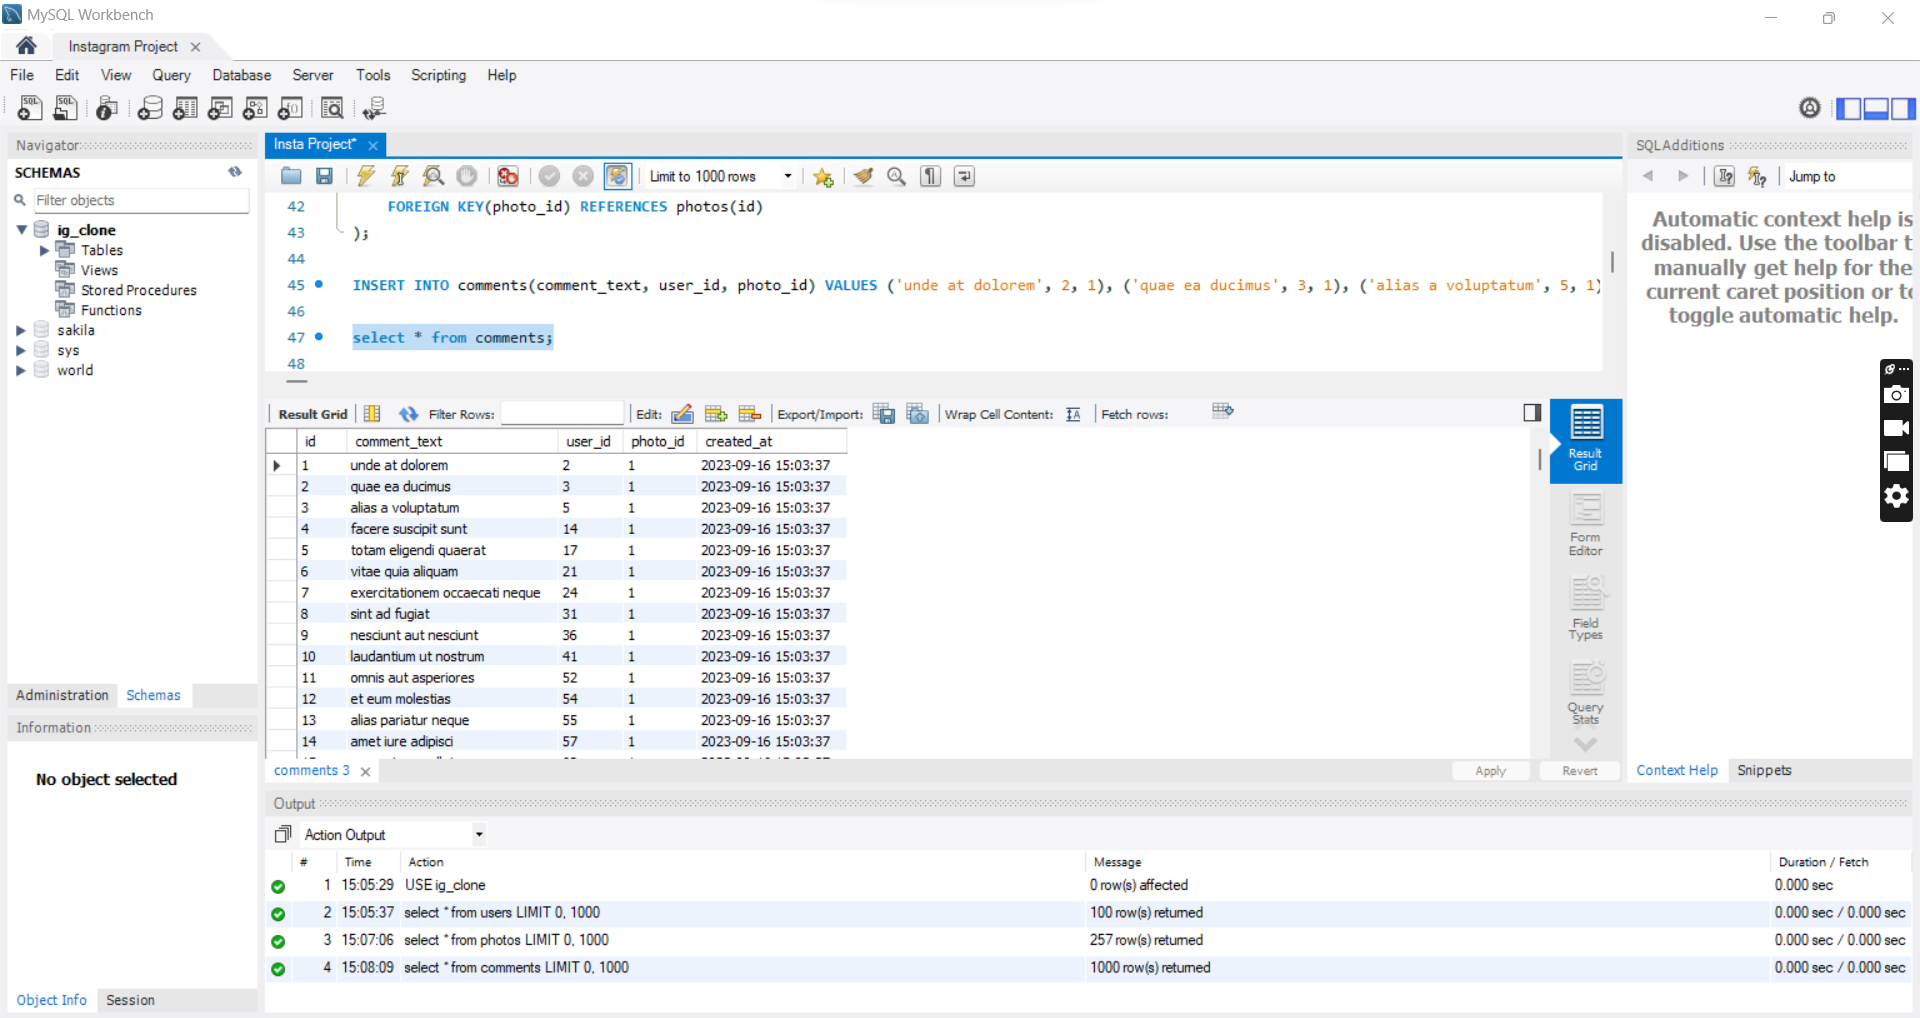 MySQL Workbench
Instagram Project
File Edit View Query Database Server Tools Scripting Help
Navigator
SCHEMAS
Filter objects
ig_clone
Tables
Views
Stored Procedures
Functions
sakila
sys
world
Administration Schemas
Information
No object selected
Object Info Session
Insta Project*
Limit to 1000 rows
42 FOREIGN KEY(photo_id) REFERENCES photos(id)
43 );
44
45 INSERT INTO comments(comment_text, user_id, photo_id) VALUES ('unde at dolorem', 2, 1), ('quae ea ducimus', 3, 1), ('alias a voluptatum', 5, 1)
46
47 select * from comments;
48
Result Grid Filter Rows: Edit: Export/Import: Wrap Cell Content: Fetch rows:
id comment_text user_id photo_id created_at
1 unde at dolorem 2 1 2023-09-16 15:03:37
2 quae ea ducimus 3 1 2023-09-16 15:03:37
3 alias a voluptatum 5 1 2023-09-16 15:03:37
4 facere suscipit sunt 14 1 2023-09-16 15:03:37
5 totam eligendi quaerat 17 1 2023-09-16 15:03:37
6 vitae quia aliquam 21 1 2023-09-16 15:03:37
7 exercitationem occaecati neque 24 1 2023-09-16 15:03:37
8 sint ad fugiat 31 1 2023-09-16 15:03:37
9 nesciunt aut nesciunt 36 1 2023-09-16 15:03:37
10 laudantium ut nostrum 41 1 2023-09-16 15:03:37
11 omnis aut asperiores 52 1 2023-09-16 15:03:37
12 et eum molestias 54 1 2023-09-16 15:03:37
13 alias pariatur neque 55 1 2023-09-16 15:03:37
14 amet iure adipisci 57 1 2023-09-16 15:03:37
Result
Grid
Form
Editor
Field
Types
Query
Stats
comments 3
Apply Revert
SQLAdditions
Jump to
Automatic context help is
disabled. Use the toolbar t
manually get help for the
current caret position or to
toggle automatic help.
Context Help Snippets
Output
Action Output
# Time Action Message Duration / Fetch
1 15:05:29 USE ig_clone 0 row(s) affected 0.000 sec
2 15:05:37 select * from users LIMIT 0, 1000 100 row(s) returned 0.000 sec / 0.000 sec
3 15:07:06 select * from photos LIMIT 0, 1000 257 row(s) returned 0.000 sec / 0.000 sec
4 15:08:09 select * from comments LIMIT 0, 1000 1000 row(s) returned 0.000 sec / 0.000 sec